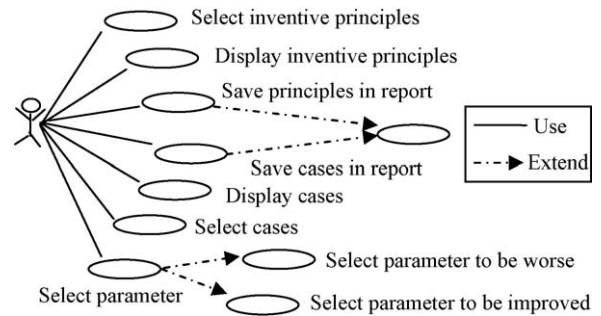 Select inventive principles
Display inventive principles
Save principles in report
Use
Extend
Save cases in report
Display cases
Select cases
Select parameter to be worse
Select parameter
Select parameter to be improved